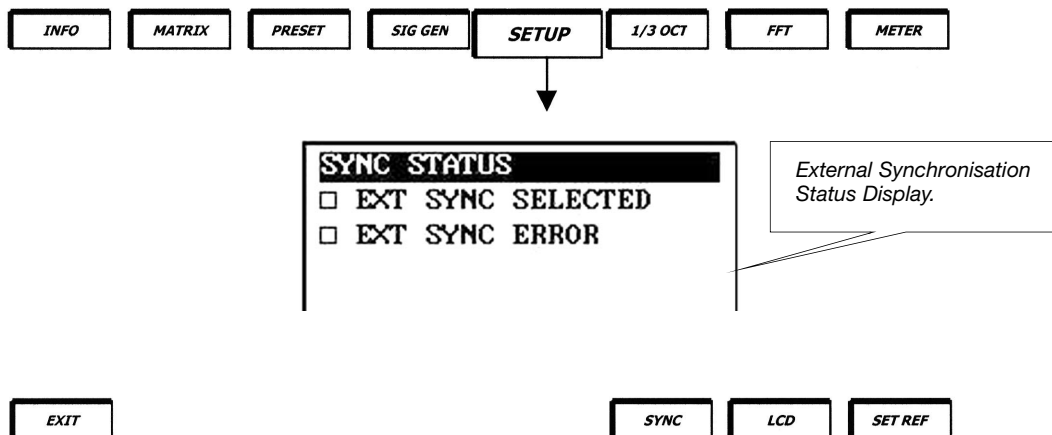 INFO
MATRIX
PRESET
SIG GEN
SETUP
1/3 OCT
FFT
METER
SYNC STATUS
EXT SYNC SELECTED
EXT SYNC ERROR
External Synchronisation
Status Display.
EXIT
SYNC
LCD
SET REF